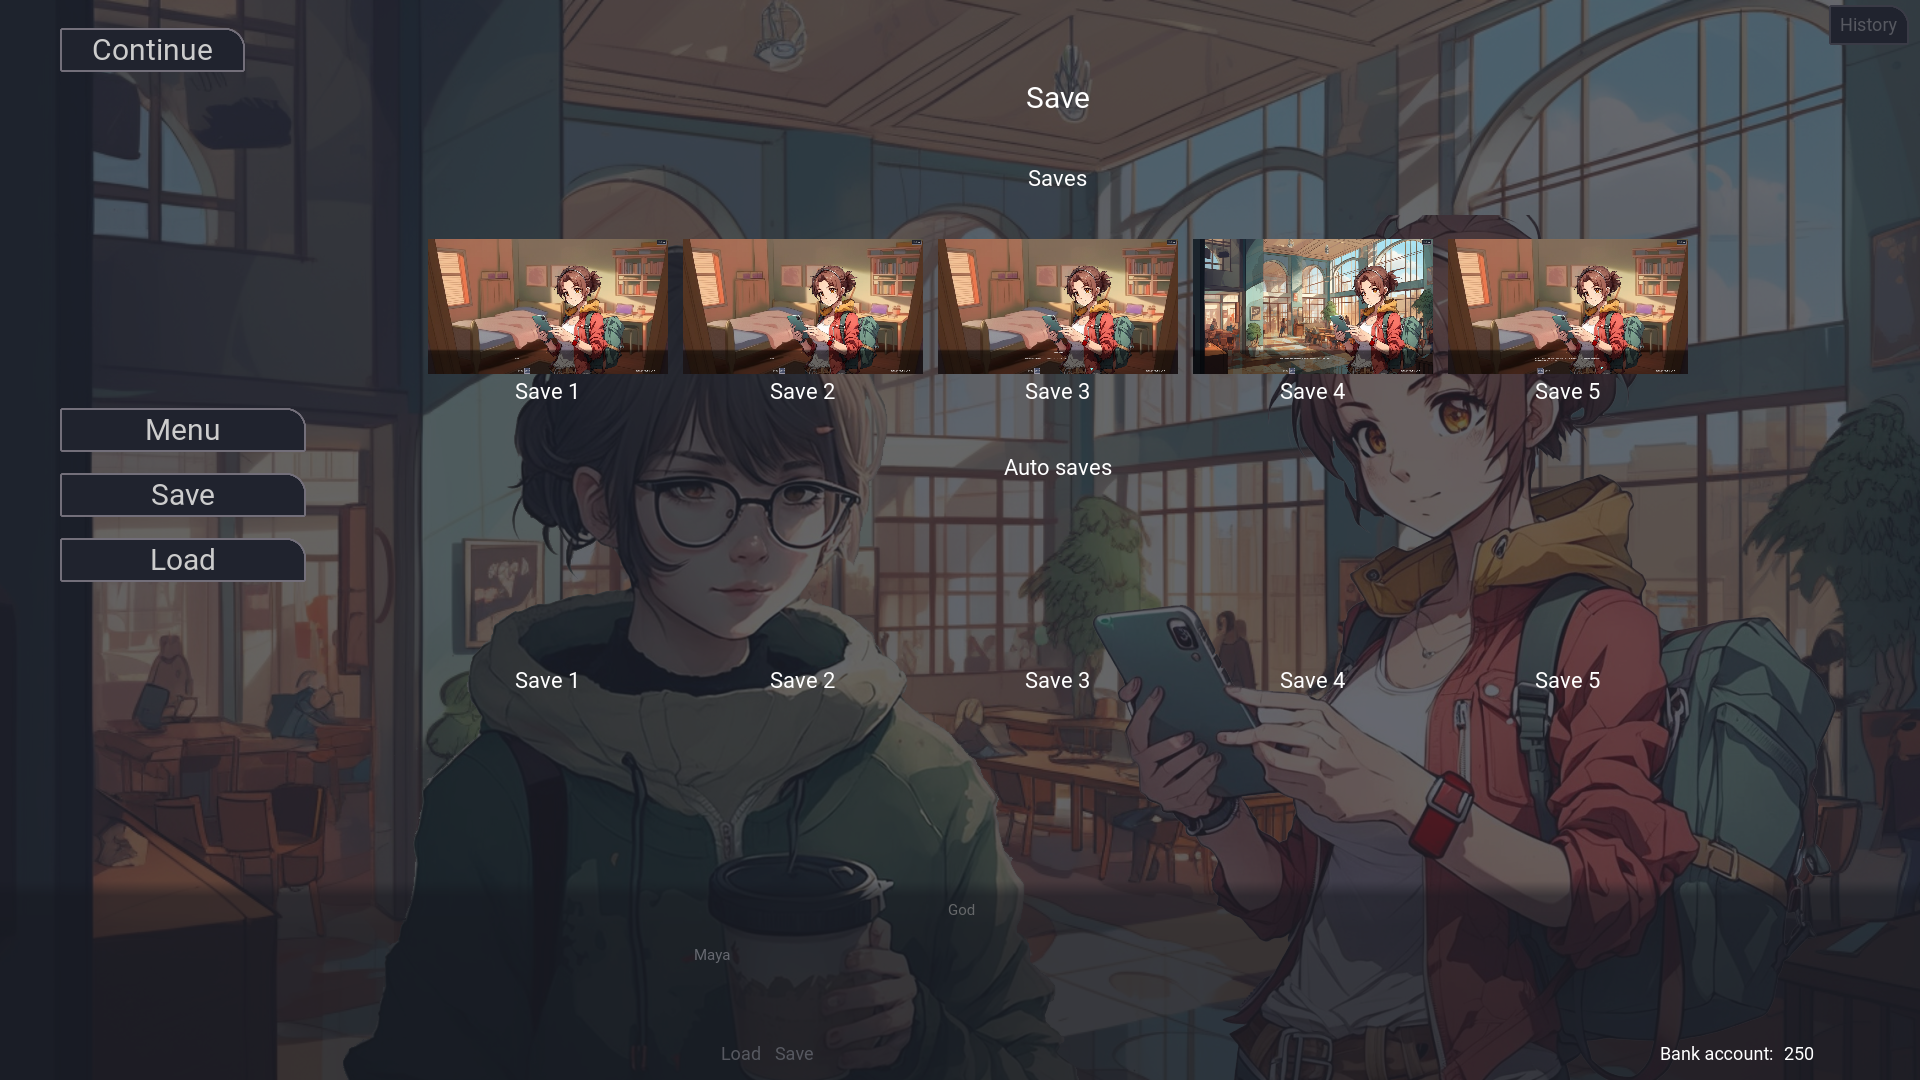 Continue
History
Save
Saves
Save 1 Save 2 Save 3 Save 4 Save 5
Menu
Auto saves
Save
Load
Save 1 Save 2 Save 3 Save 4 Save 5
God
Maya
Load Save
Bank account: 250